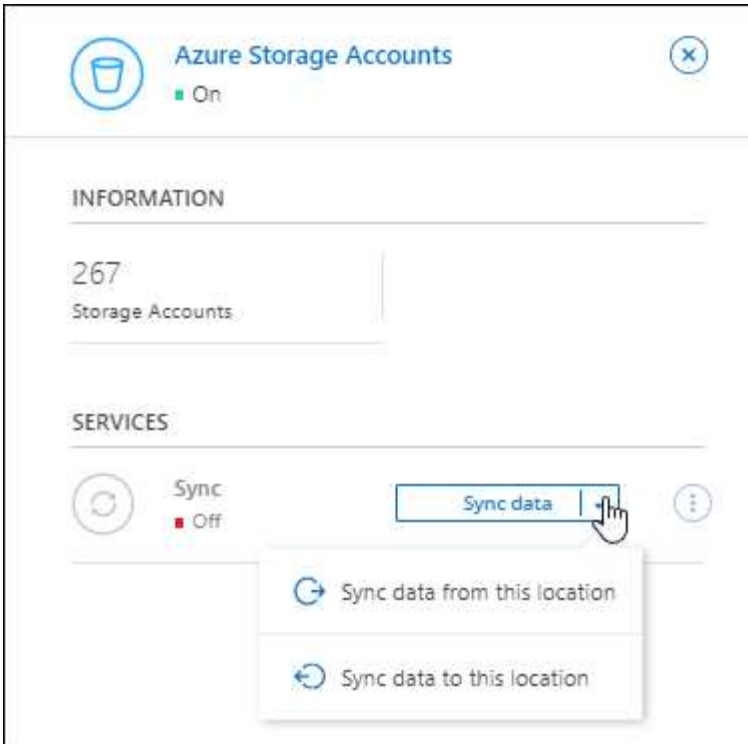 Azure Storage Accounts
On
INFORMATION
267
Storage Accounts
SERVICES
Sync
Sync data
Off
Sync data from this location
Sync data to this location